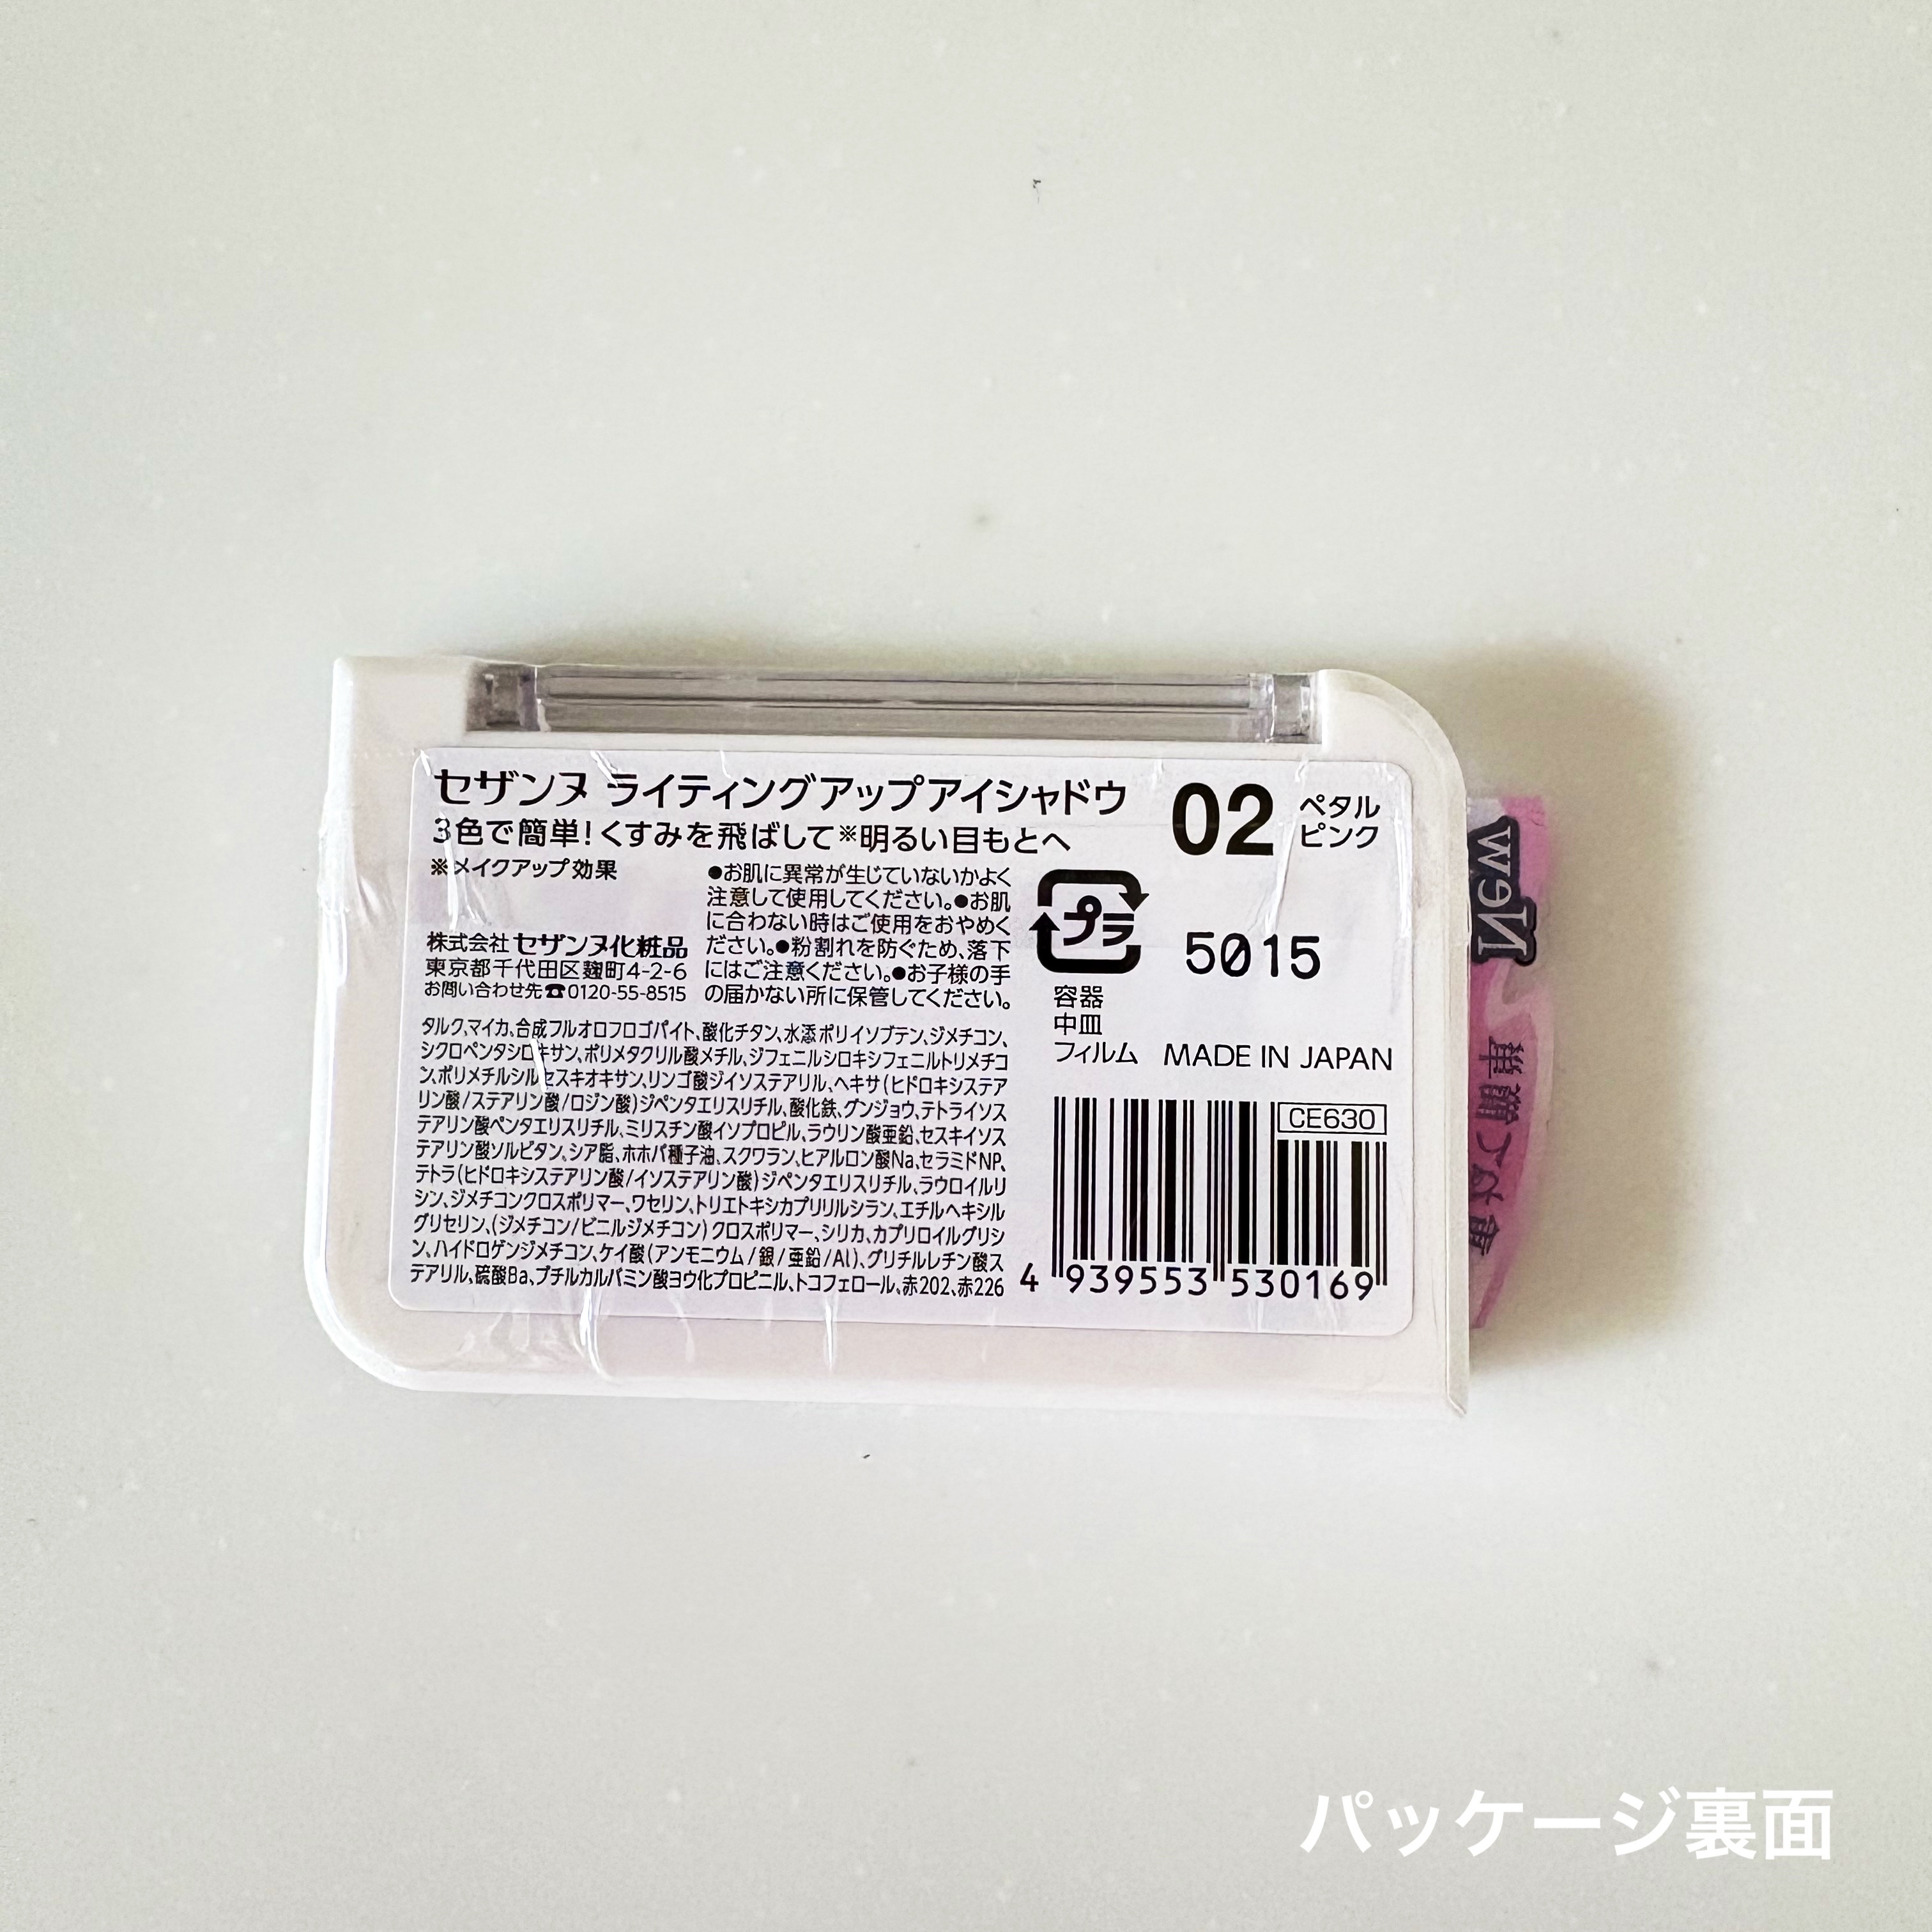 セザンヌ ライティングアップアイシャドウ
3色で簡単!くすみを飛ばして※明るい目もとへ
※メイクアップ効果
02
ペタル
ピンク
●お肌に異常が生じていないかよく
注意して使用してください。●お肌
に合わない時はご使用をおやめく
ださい。●粉割れを防ぐため、落下
にはご注意ください。●お子様の手
の届かない所に保管してください。
株式会社 セザンヌ化粧品
東京都千代田区麹町4-2-6
お問い合わせ先☎0120-55-8515
プラ
容器
中皿
フィルム
5015
MADE IN JAPAN
タルク、マイカ、合成フルオロフロゴパイト、酸化チタン、水添ポリイソブテン、ジメチコン、
シクロペンタシロキサン、ポリメタクリル酸メチル、ジフェニルシロキシフェニルトリメチコ
ン、ポリメチルシルセスキオキサン、リンゴ酸ジイソステアリル、ヘキサ(ヒドロキシステア
リン酸/ステアリン酸/ロジン酸)ジペンタエリスリチル、酸化鉄、グンジョウ、テトライソス
テアリン酸ペンタエリスリチル、ミリスチン酸イソプロピル、ラウリン酸亜鉛、セスキイソス
テアリン酸ソルビタン、シア脂、ホホバ種子油、スクワラン、ヒアルロン酸Na、セラミドNP、
テトラ(ヒドロキシステアリン酸/イソステアリン酸)ジペンタエリスリチル、ラウロイルリ
シン、ジメチコンクロスポリマー、ワセリン、トリエトキシカプリリルシラン、エチルヘキシル
グリセリン、(ジメチコン/ビニルジメチコン)クロスポリマー、シリカ、カプリロイルグリシ
ン、ハイドロゲンジメチコン、ケイ酸(アンモニウム/銀/亜鉛/Al)、グリチルレチン酸ス
テアリル、硫酸Ba、ブチルカルバミン酸ヨウ化プロピニル、トコフェロール、赤202、赤226
CE630
4 939553 530169
New
パッケージ裏面